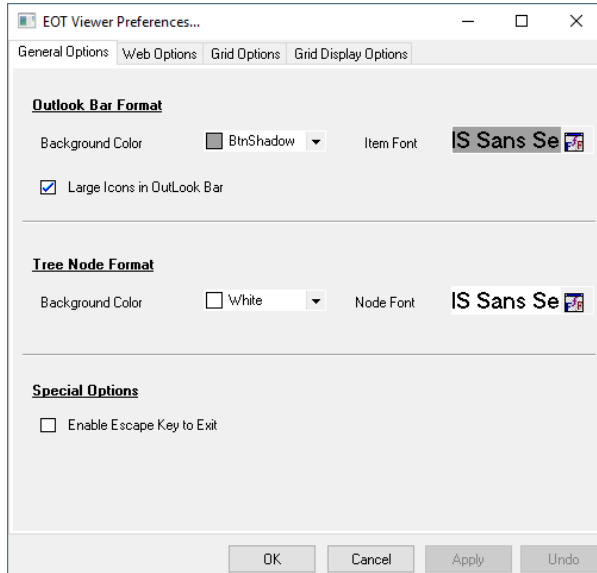 EOT Viewer Preferences...
General Options Web Options Grid Options Grid Display Options
Outlook Bar Format
Background Color BtnShadow Item Font IS Sans Se
Large Icons in OutLook Bar
Tree Node Format
Background Color White Node Font IS Sans Se
Special Options
Enable Escape Key to Exit
OK Cancel Apply Undo